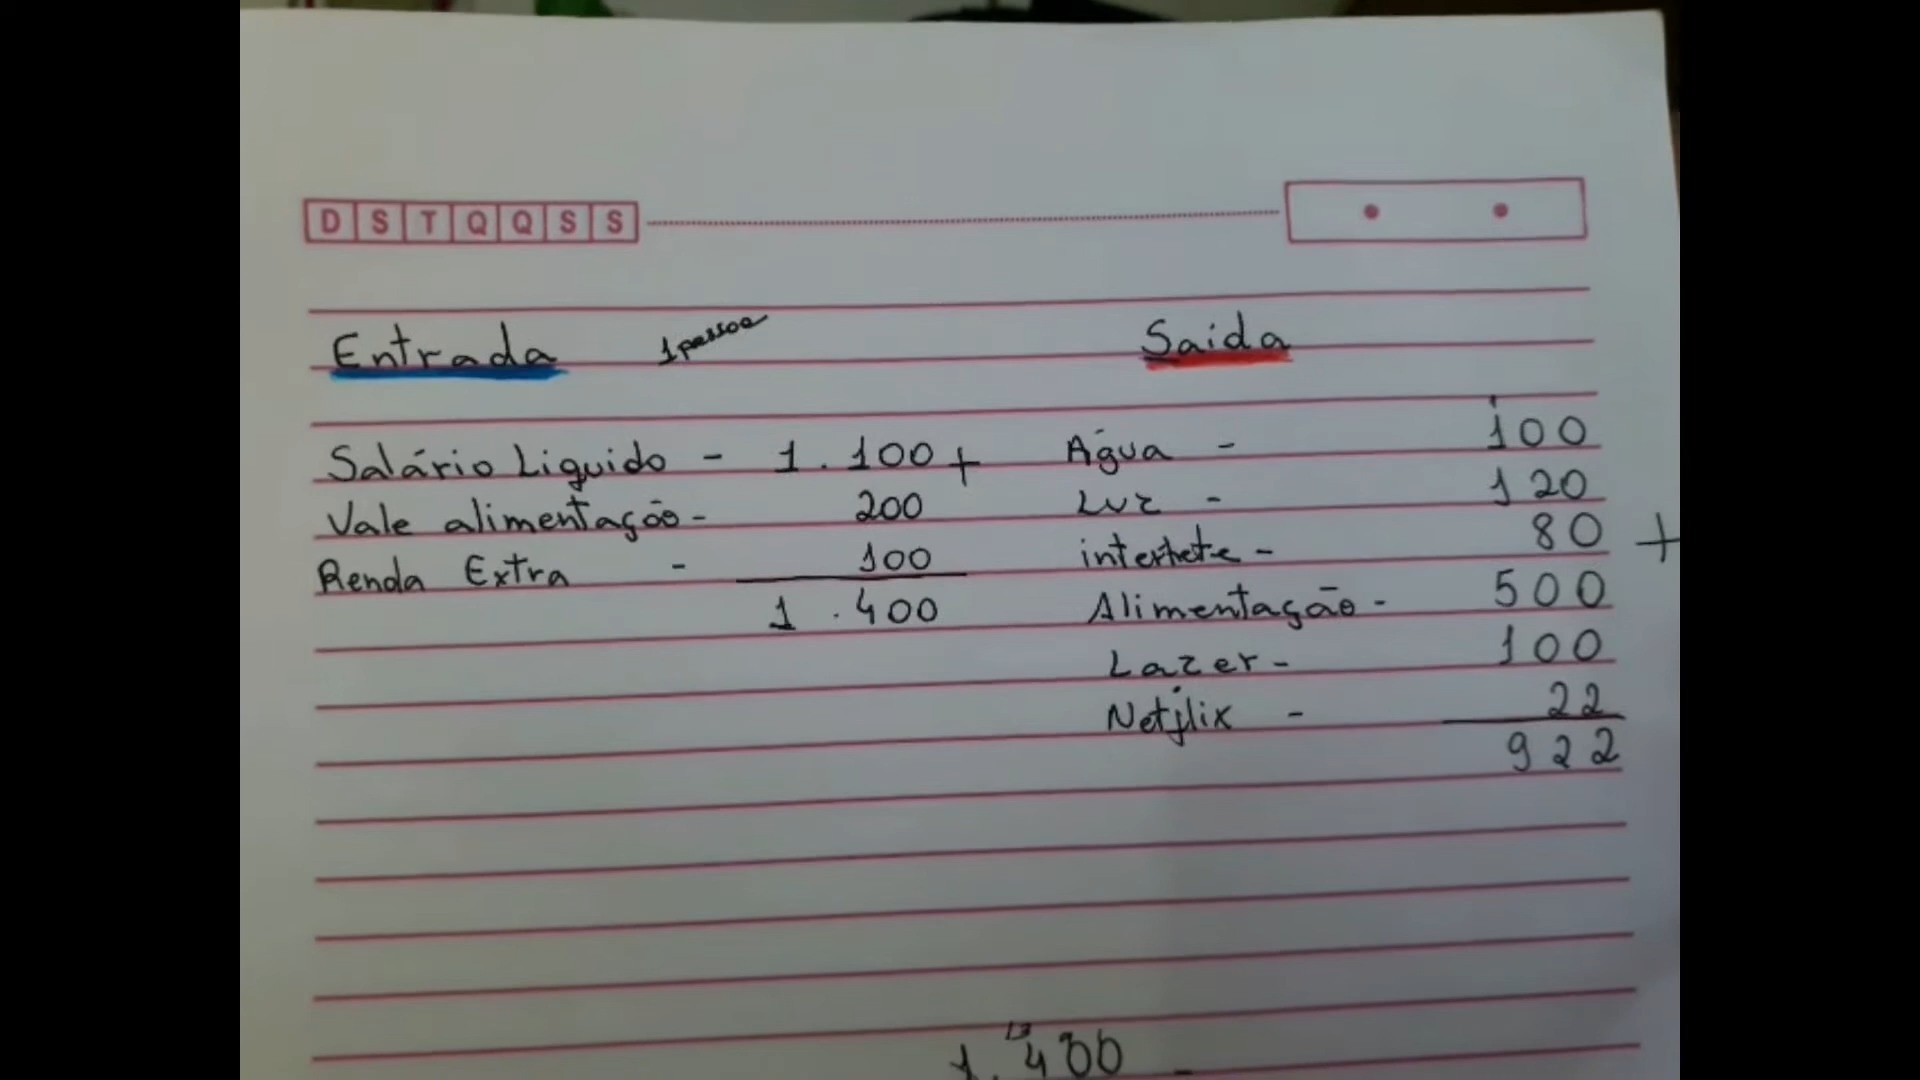 D S T Q Q S S
Entrada 1 pessoa Saida
Salário Liquido - 1.100 + Água - 100
Vale alimentação - 200 Luz - 120
Renda Extra - 100 internete - 80 +
1.400 Alimentação - 500
Lazer - 100
Netflix - 22
922
1.400 -